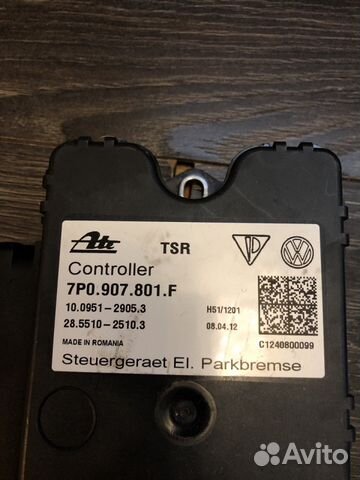 Ate TSR
Controller
7P0.907.801.F
10.0951-2905.3 H51/1201
28.5510-2510.3 08.04.12
MADE IN ROMANIA C1240800099
Steuergeraet El. Parkbremse
Avito